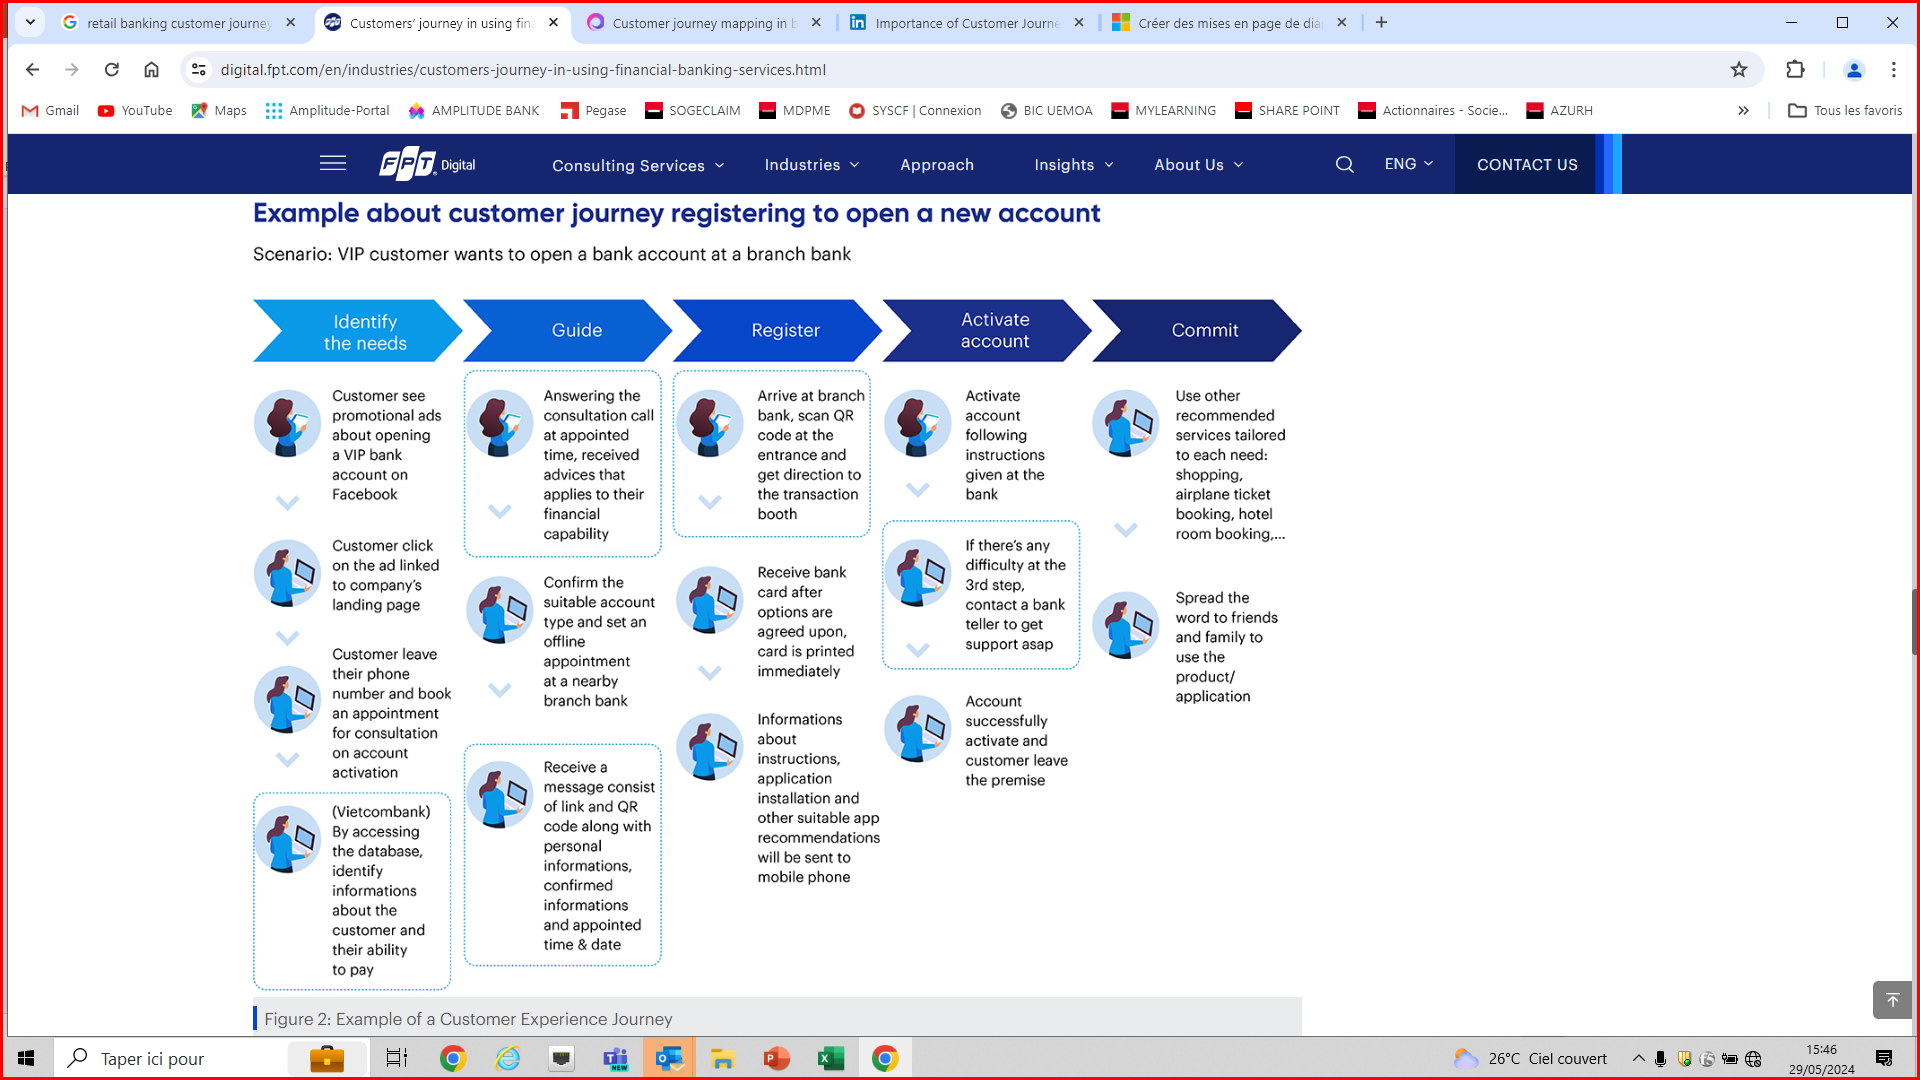 retail banking customer journey
Customers' journey in using fin
Customer journey mapping in b
Importance of Customer Journe
Créer des mises en page de dia
digital.fpt.com/en/industries/customers-journey-in-using-financial-banking-services.html
Gmail
YouTube
Maps
Amplitude-Portal
AMPLITUDE BANK
Pegase
SOGECLAIM
MDPME
SYSCF | Connexion
BIC UEMOA
MYLEARNING
SHARE POINT
Actionnaires - Socie...
AZURH
Tous les favoris
FPT Digital
Consulting Services
Industries
Approach
Insights
About Us
ENG
CONTACT US
Example about customer journey registering to open a new account
Scenario: VIP customer wants to open a bank account at a branch bank
Identify
the needs
Guide
Register
Activate
account
Commit
Customer see
promotional ads
about opening
a VIP bank
account on
Facebook
Customer click
on the ad linked
to company's
landing page
Customer leave
their phone
number and book
an appointment
for consultation
on account
activation
(Vietcombank)
By accessing
the database,
identify
informations
about the
customer and
their ability
to pay
Answering the
consultation call
at appointed
time, received
advices that
applies to their
financial
capability
Confirm the
suitable account
type and set an
offline
appointment
at a nearby
branch bank
Receive a
message consist
of link and QR
code along with
personal
informations,
confirmed
informations
and appointed
time & date
Arrive at branch
bank, scan QR
code at the
entrance and
get direction to
the transaction
booth
Receive bank
card after
options are
agreed upon,
card is printed
immediately
Informations
about
instructions,
application
installation and
other suitable app
recommendations
will be sent to
mobile phone
Activate
account
following
instructions
given at the
bank
If there's any
difficulty at the
3rd step,
contact a bank
teller to get
support asap
Account
successfully
activate and
customer leave
the premise
Use other
recommended
services tailored
to each need:
shopping,
airplane ticket
booking, hotel
room booking,...
Spread the
word to friends
and family to
use the
product/
application
Figure 2: Example of a Customer Experience Journey
Taper ici pour
NEW
26°C Ciel couvert
15:46
29/05/2024